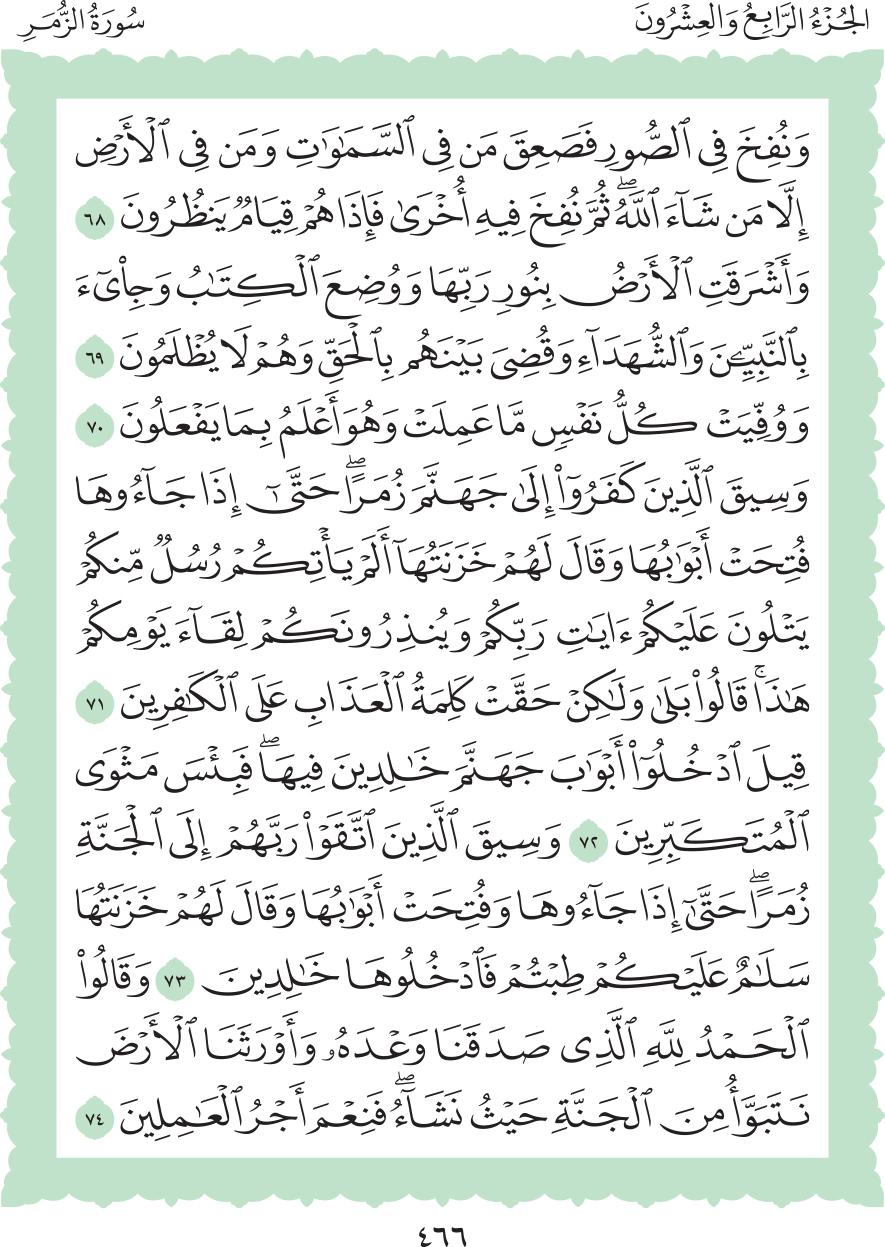 الجُزْءُ الرَّابِعُ وَالعِشْرُونَ سُورَةُ الزُّمَرِ
وَنُفِخَ فِي ٱلصُّورِ فَصَعِقَ مَن فِي ٱلسَّمَٰوَٰتِ وَمَن فِي ٱلْأَرْضِ
إِلَّا مَن شَآءَ ٱللَّهُۖ ثُمَّ نُفِخَ فِيهِ أُخْرَىٰ فَإِذَا هُمْ قِيَامٞ يَنظُرُونَ ٦٨
وَأَشْرَقَتِ ٱلْأَرْضُ بِنُورِ رَبِّهَا وَوُضِعَ ٱلْكِتَٰبُ وَجِاْيٓءَ
بِٱلنَّبِيِّـۧنَ وَٱلشُّهَدَآءِ وَقُضِيَ بَيْنَهُم بِٱلْحَقِّ وَهُمْ لَا يُظْلَمُونَ ٦٩
وَوُفِّيَتْ كُلُّ نَفْسٖ مَّا عَمِلَتْ وَهُوَ أَعْلَمُ بِمَا يَفْعَلُونَ ٧٠
وَسِيقَ ٱلَّذِينَ كَفَرُوٓاْ إِلَىٰ جَهَنَّمَ زُمَرًاۖ حَتَّىٰٓ إِذَا جَآءُوهَا
فُتِحَتْ أَبْوَٰبُهَا وَقَالَ لَهُمْ خَزَنَتُهَآ أَلَمْ يَأْتِكُمْ رُسُلٞ مِّنكُمْ
يَتْلُونَ عَلَيْكُمْ ءَايَٰتِ رَبِّكُمْ وَيُنذِرُونَكُمْ لِقَآءَ يَوْمِكُمْ
هَٰذَاۚ قَالُواْ بَلَىٰ وَلَٰكِنْ حَقَّتْ كَلِمَةُ ٱلْعَذَابِ عَلَى ٱلْكَٰفِرِينَ ٧١
قِيلَ ٱدْخُلُوٓاْ أَبْوَٰبَ جَهَنَّمَ خَٰلِدِينَ فِيهَاۖ فَبِئْسَ مَثْوَى
ٱلْمُتَكَبِّرِينَ ٧٢ وَسِيقَ ٱلَّذِينَ ٱتَّقَوْاْ رَبَّهُمْ إِلَى ٱلْجَنَّةِ
زُمَرًاۖ حَتَّىٰٓ إِذَا جَآءُوهَا وَفُتِحَتْ أَبْوَٰبُهَا وَقَالَ لَهُمْ خَزَنَتُهَا
سَلَٰمٌ عَلَيْكُمْ طِبْتُمْ فَٱدْخُلُوهَا خَٰلِدِينَ ٧٣ وَقَالُواْ
ٱلْحَمْدُ لِلَّهِ ٱلَّذِي صَدَقَنَا وَعْدَهُۥ وَأَوْرَثَنَا ٱلْأَرْضَ
نَتَبَوَّأُ مِنَ ٱلْجَنَّةِ حَيْثُ نَشَآءُۖ فَنِعْمَ أَجْرُ ٱلْعَٰمِلِينَ ٧٤
٤٦٦